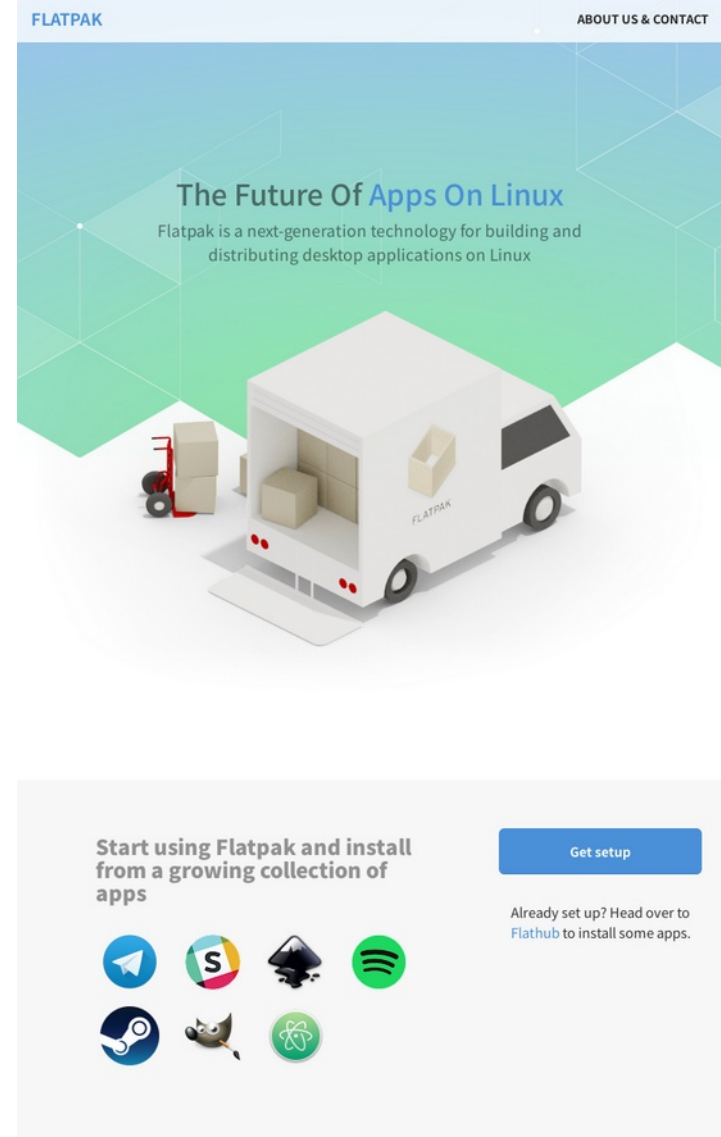 FLATPAK
ABOUT US & CONTACT
The Future Of Apps On Linux
Flatpak is a next-generation technology for building and
distributing desktop applications on Linux
FLATPAK
Start using Flatpak and install
from a growing collection of
apps
S
Get setup
Already set up? Head over to
Flathub to install some apps.